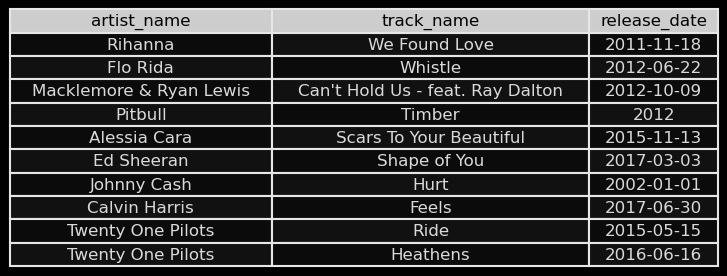 artist_name track_name release_date
Rihanna We Found Love 2011-11-18
Flo Rida Whistle 2012-06-22
Macklemore & Ryan Lewis Can't Hold Us - feat. Ray Dalton 2012-10-09
Pitbull Timber 2012
Alessia Cara Scars To Your Beautiful 2015-11-13
Ed Sheeran Shape of You 2017-03-03
Johnny Cash Hurt 2002-01-01
Calvin Harris Feels 2017-06-30
Twenty One Pilots Ride 2015-05-15
Twenty One Pilots Heathens 2016-06-16